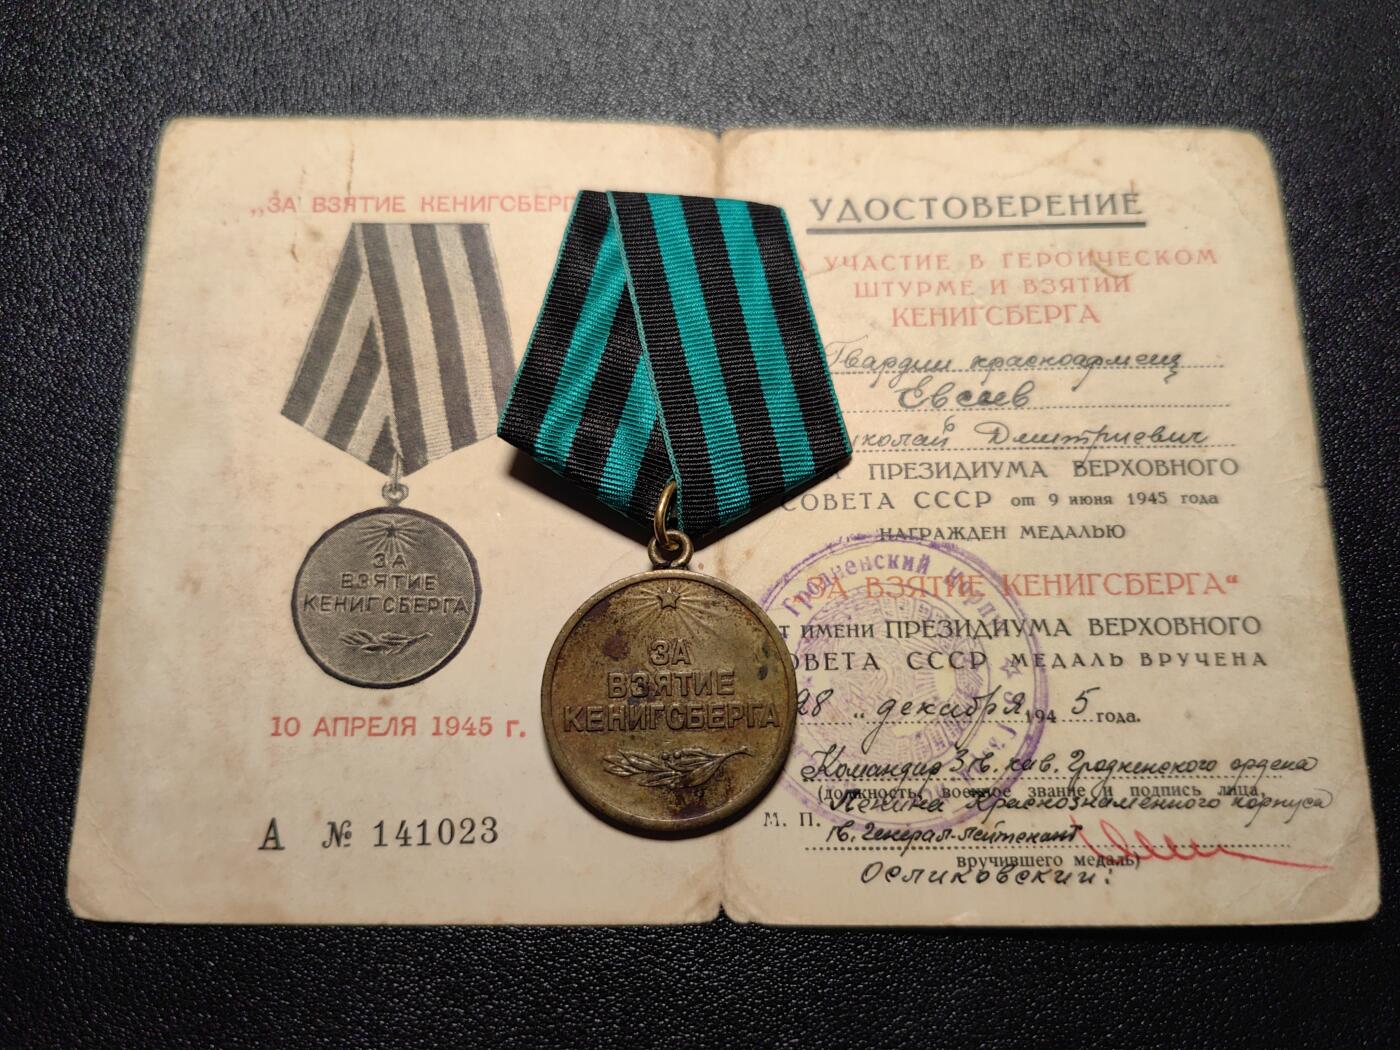 „ЗА ВЗЯТИЕ КЕНИГСБЕРГ
ЗА
ВЗЯТИЕ
КЕНИГСБЕРГА
10 АПРЕЛЯ 1945 г.
А № 141023
ЗА
ВЗЯТИЕ
КЕНИГСБЕРГА
УДОСТОВЕРЕНИЕ
УЧАСТИЕ В ГЕРОИЧЕСКОМ
ШТУРМЕ И ВЗЯТИИ
КЕНИГСБЕРГА
Гвардии красноармеец
Евсеев
иколай Дмитриевич
ПРЕЗИДИУМА ВЕРХОВНОГО
СОВЕТА СССР от 9 июня 1945 года
НАГРАЖДЕН МЕДАЛЬЮ
ЗА ВЗЯТИЕ КЕНИГСБЕРГА“
Т ИМЕНИ ПРЕЗИДИУМА ВЕРХОВНОГО
ОВЕТА СССР МЕДАЛЬ ВРУЧЕНА
28 „ декабря 1945 года.
Командир 3 гв. кав. Гродненского ордена
(должность, военное звание и подпись лица,
Ленина Краснознаменного корпуса
М. П. гв. генерал-лейтенант
вручившего медаль)
Осликовский:
Гродненский